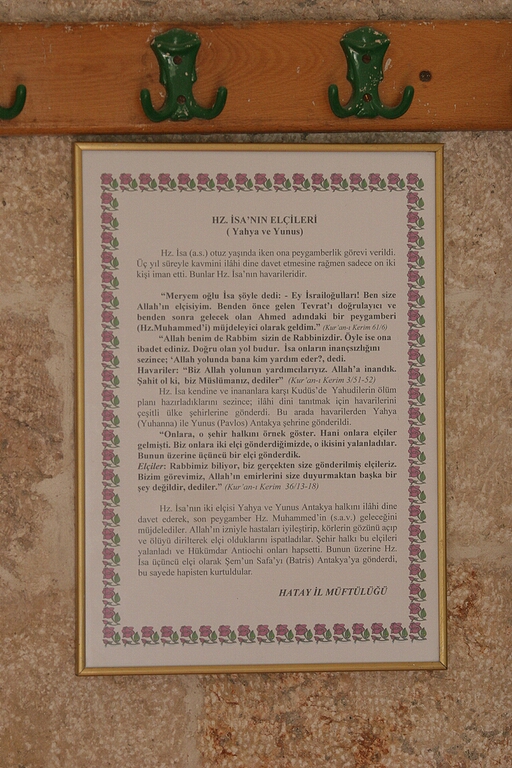 HZ. İSA'NIN ELÇİLERİ
( Yahya ve Yunus)
Hz. İsa (a.s.) otuz yaşında iken ona peygamberlik görevi verildi.
Üç yıl süreyle kavmini ilâhi dine davet etmesine rağmen sadece on iki
kişi iman etti. Bunlar Hz. İsa'nın havarileridir.
"Meryem oğlu İsa şöyle dedi: - Ey İsrailoğulları! Ben size
Allah'ın elçisiyim. Benden önce gelen Tevrat'ı doğrulayıcı ve
benden sonra gelecek olan Ahmed adındaki bir peygamberi
(Hz.Muhammed'i) müjdeleyici olarak geldim." (Kur'an-ı Kerim 61/6)
"Allah benim de Rabbim sizin de Rabbinizdir. Öyle ise ona
ibadet ediniz. Doğru olan yol budur. İsa onların inançsızlığını
sezince; 'Allah yolunda bana kim yardım eder?, dedi.
Havariler: "Biz Allah yolunun yardımcılarıyız. Allah'a inandık.
Şahit ol ki, biz Müslümanız, dediler" (Kur'an-ı Kerim 3/51-52)
Hz. İsa kendine ve inananlara karşı Kudüs'de Yahudilerin ölüm
planı hazırladıklarını sezince; ilâhi dini tanıtmak için havarilerini
çeşitli ülke şehirlerine gönderdi. Bu arada havarilerden Yahya
(Yuhanna) ile Yunus (Pavlos) Antakya şehrine gönderildi.
"Onlara, o şehir halkını örnek göster. Hani onlara elçiler
gelmişti. Biz onlara iki elçi gönderdiğimizde, o ikisini yalanladılar.
Bunun üzerine üçüncü bir elçi gönderdik.
Elçiler: Rabbimiz biliyor, biz gerçekten size gönderilmiş elçileriz.
Bizim görevimiz, Allah'ın emirlerini size duyurmaktan başka bir
şey değildir, dediler." (Kur'an-ı Kerim 36/13-18)
Hz. İsa'nın iki elçisi Yahya ve Yunus Antakya halkını ilâhi dine
davet ederek, son peygamber Hz. Muhammed'in (s.a.v.) geleceğini
müjdelediler. Allah'ın izniyle hastaları iyileştirip, körlerin gözünü açıp
ve ölüyü dirilterek elçi olduklarını ispatladılar. Şehir halkı bu elçileri
yalanladı ve Hükümdar Antiochi onları hapsetti. Bunun üzerine Hz.
İsa üçüncü elçi olarak Şem'un Safa'yı (Batris) Antakya'ya gönderdi,
bu sayede hapisten kurtuldular.
HATAY İL MÜFTÜLÜĞÜ